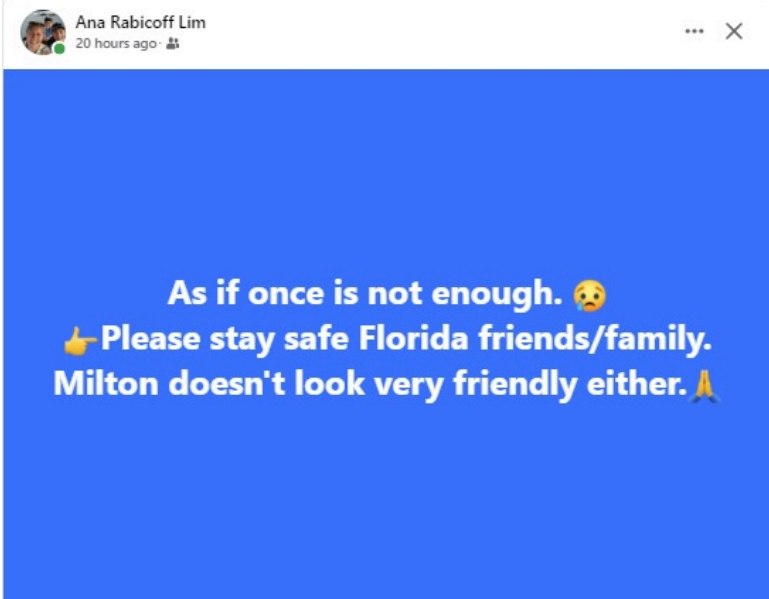 Ana Rabicoff Lim
20 hours ago ·
As if once is not enough. 😢
👉Please stay safe Florida friends/family.
Milton doesn't look very friendly either.🙏